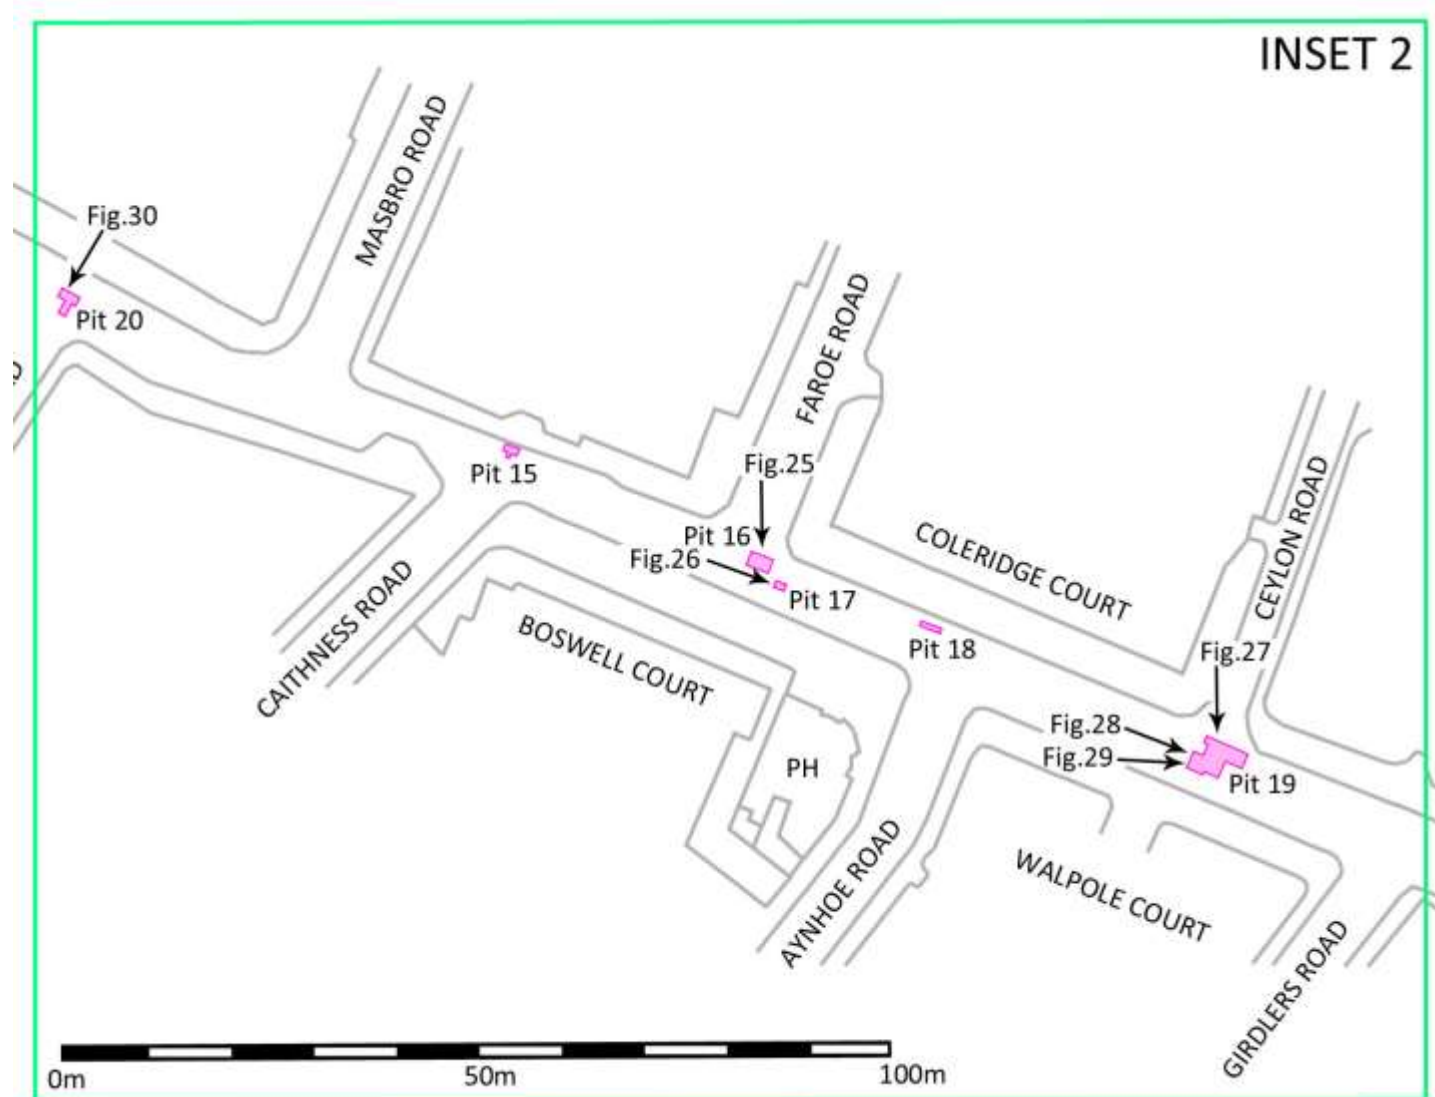 INSET 2
MASBRO ROAD
Fig.30
Pit 20
FAROE ROAD
Fig.25
Pit 15
CEYLON ROAD
Pit 16
COLERIDGE COURT
Fig.26
Pit 17
CAITHNESS ROAD
BOSWELL COURT
Pit 18
Fig.27
Fig.28
Fig.29
PH
Pit 19
AYNHOE ROAD
WALPOLE COURT
GIRDLERS ROAD
0m 50m 100m